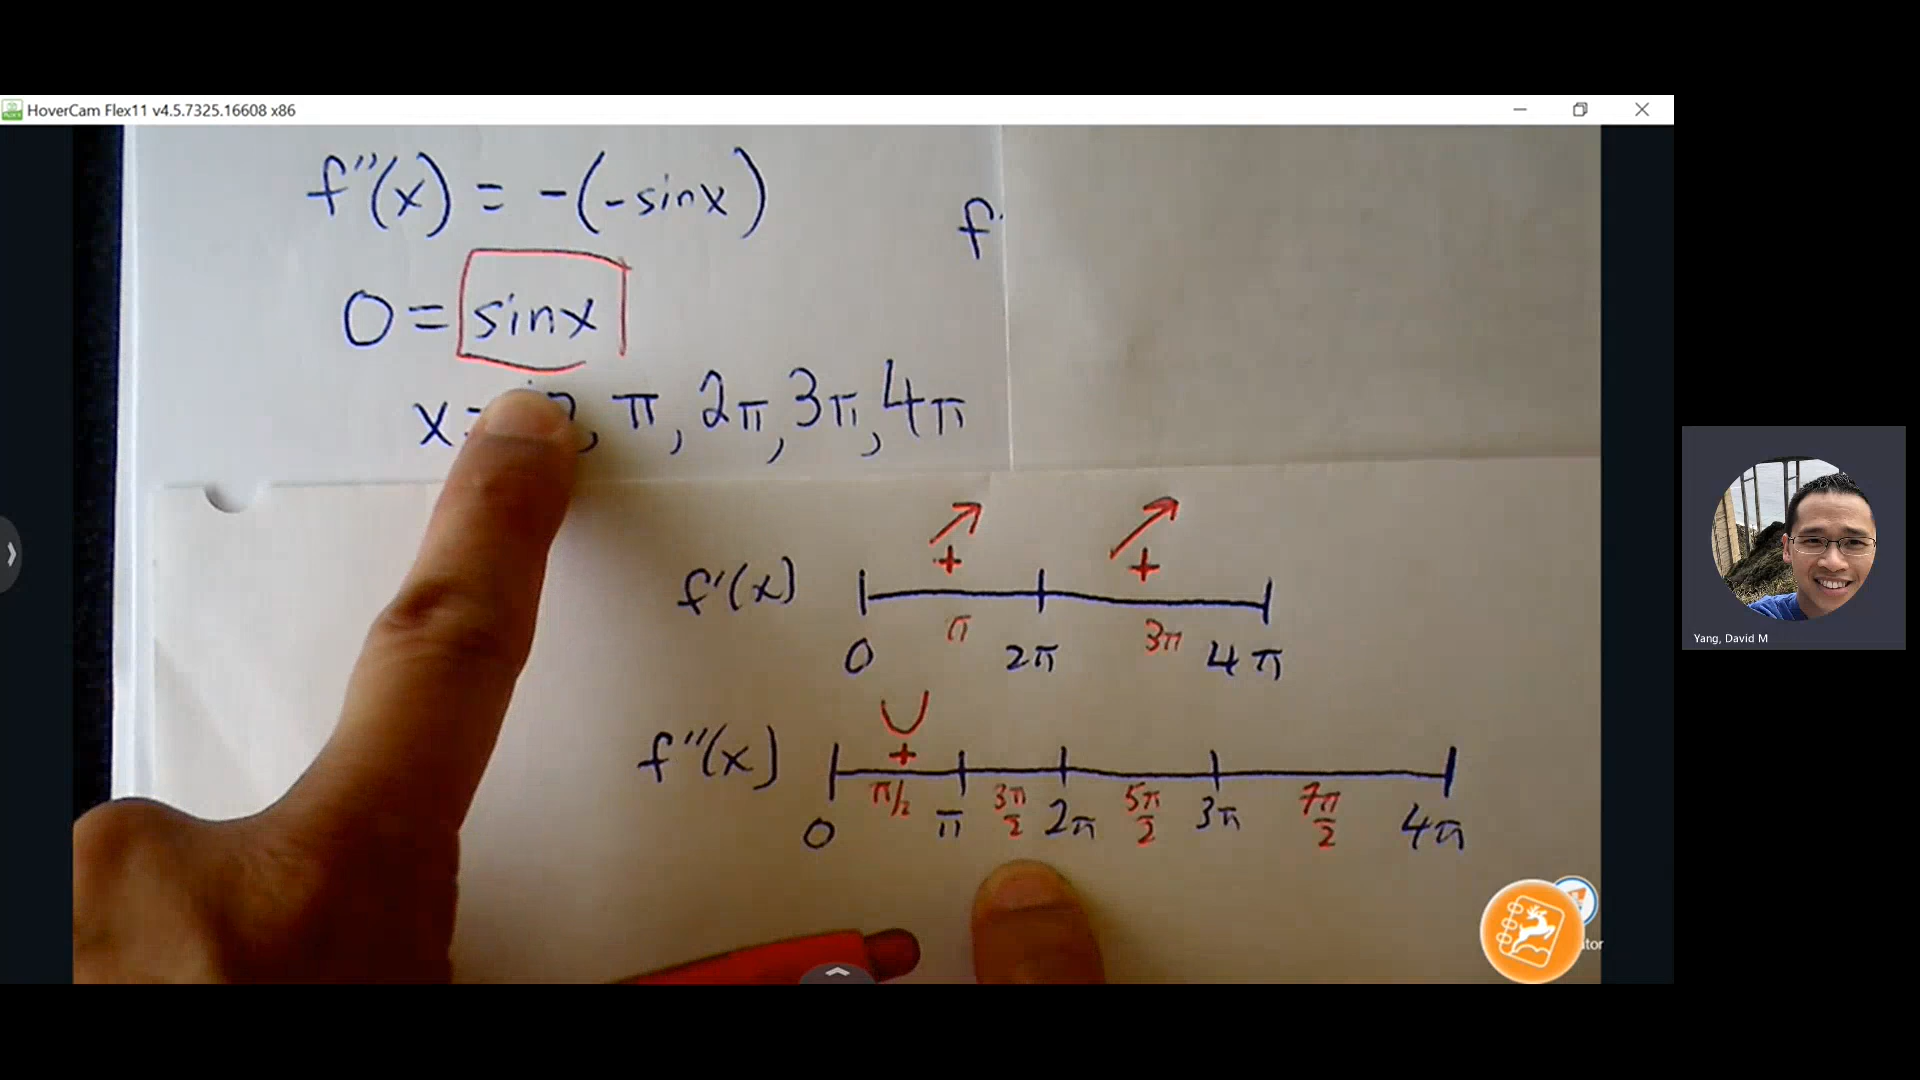 HoverCam Flex11 v4.5.7325.16608 x86
f''(x) = -(-sinx)
f'
0 = sinx
x = , π, 2π, 3π, 4π
+ +
f'(x)
π 3π
0 2π 4π
Yang, David M
+
f''(x)
π/2 3π/2 5π/2 7π/2
0 π 2π 3π 4π